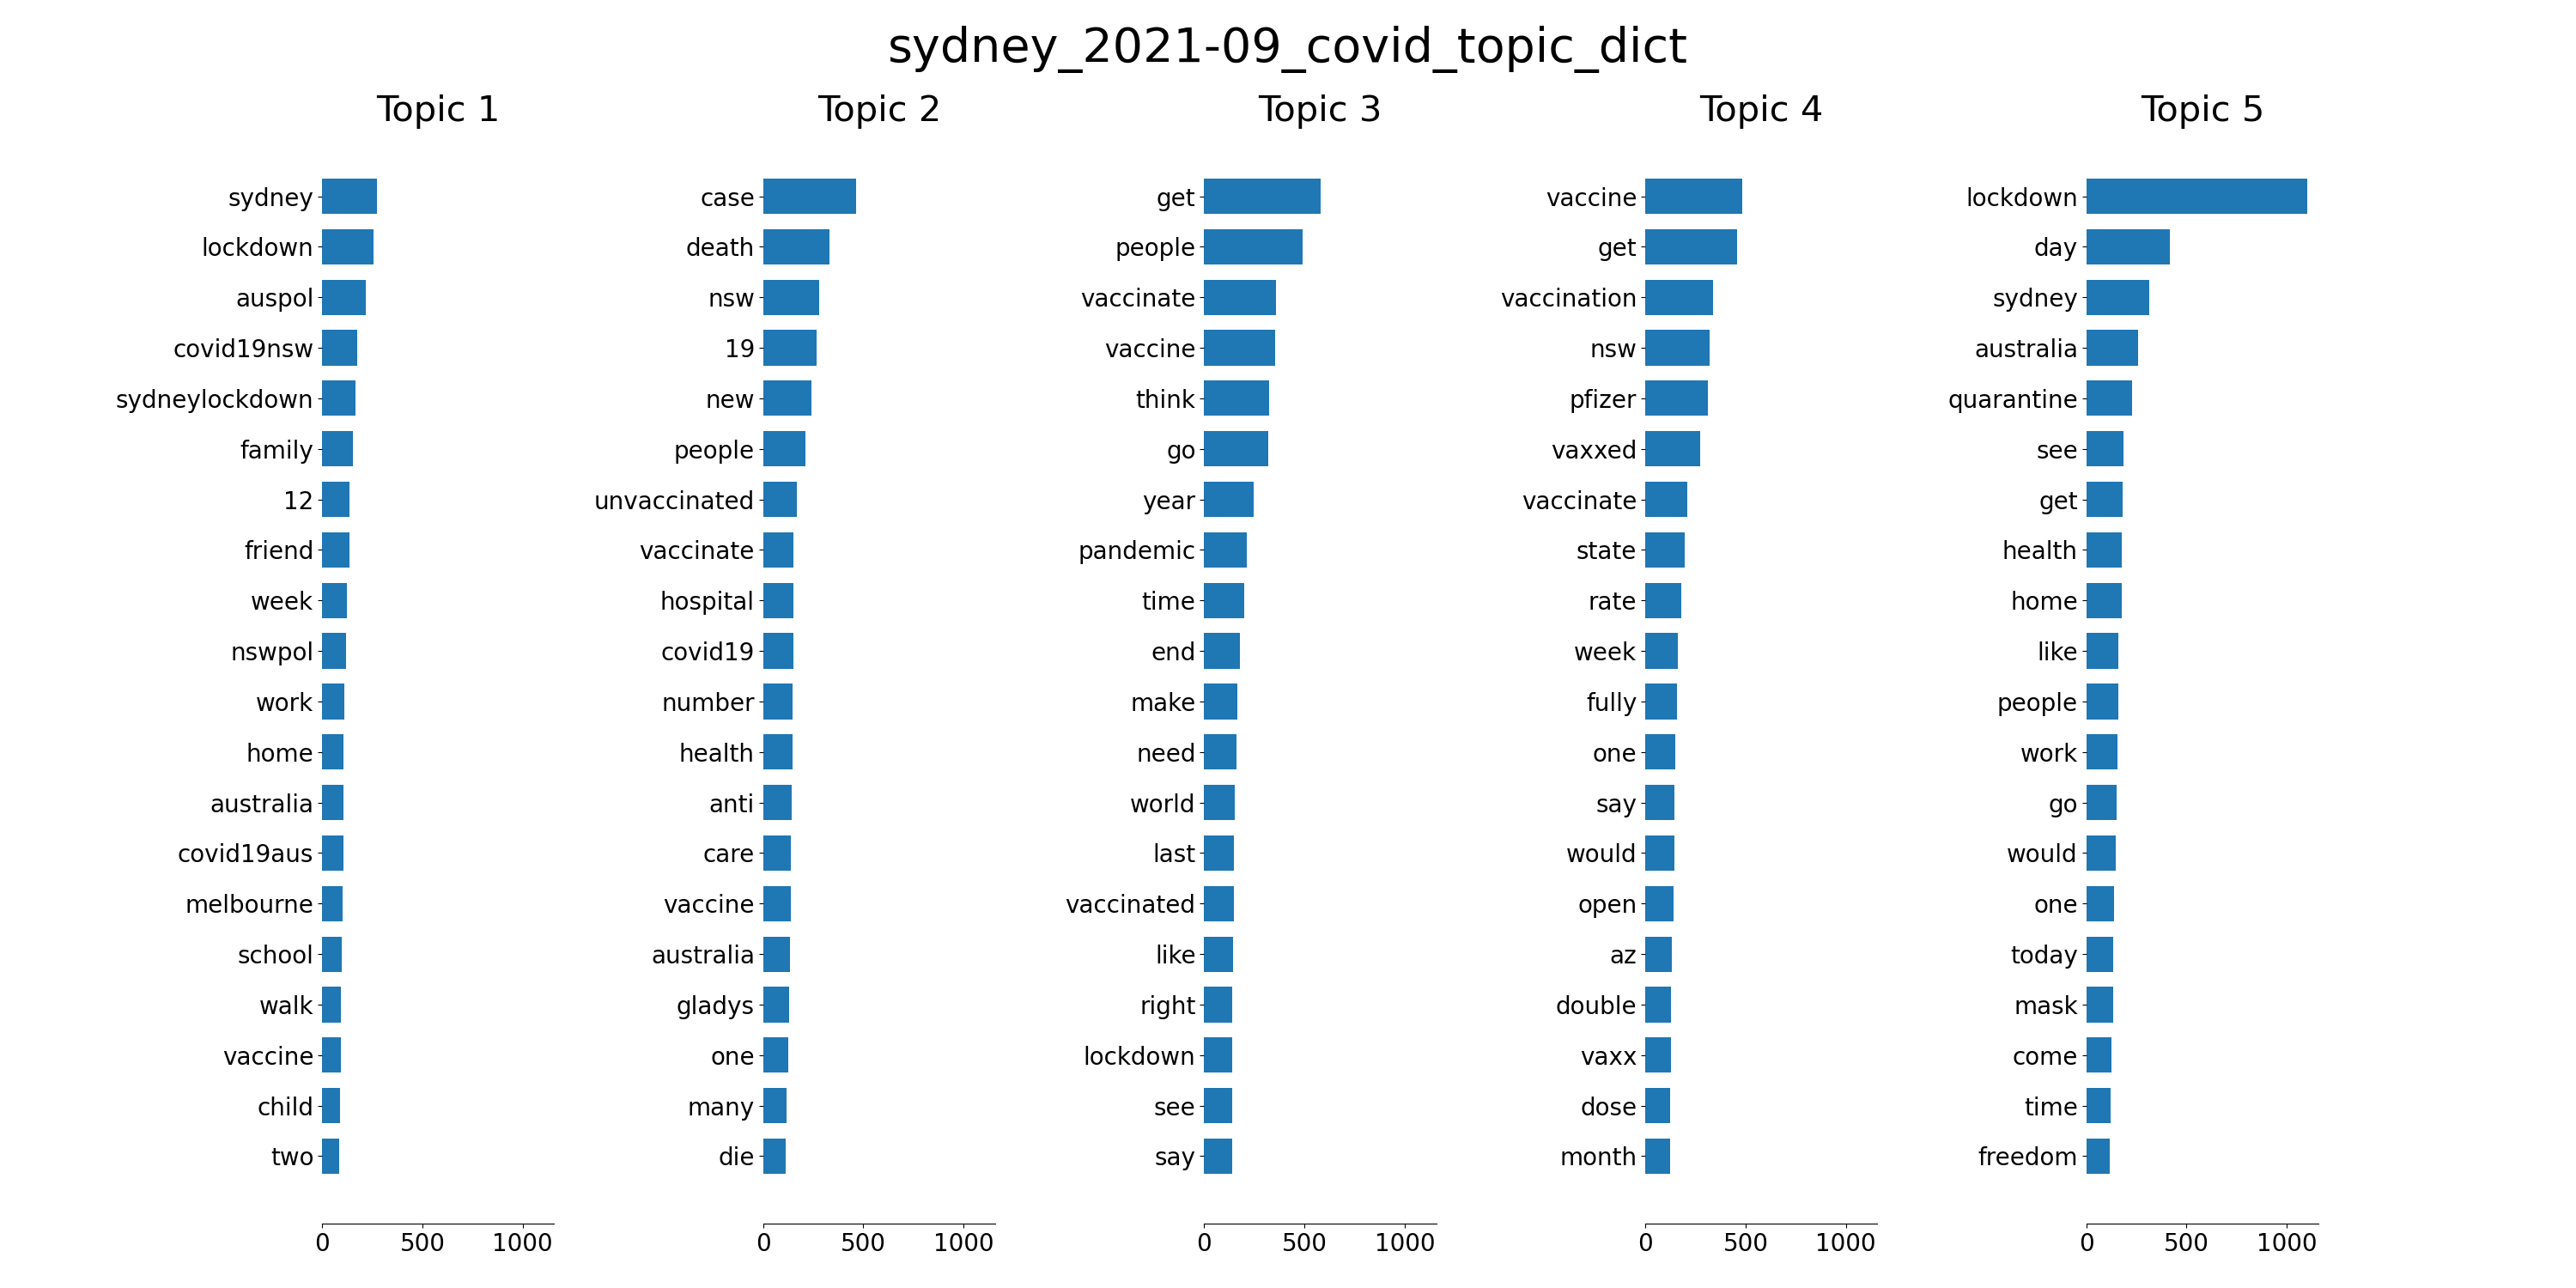 sydney_2021-09_covid_topic_dict
Topic 1
sydney
lockdown
auspol
covid19nsw
sydneylockdown
family
12
friend
week
nswpol
work
home
australia
covid19aus
melbourne
school
walk
vaccine
child
two
0 500 1000
Topic 2
case
death
nsw
19
new
people
unvaccinated
vaccinate
hospital
covid19
number
health
anti
care
vaccine
australia
gladys
one
many
die
0 500 1000
Topic 3
get
people
vaccinate
vaccine
think
go
year
pandemic
time
end
make
need
world
last
vaccinated
like
right
lockdown
see
say
0 500 1000
Topic 4
vaccine
get
vaccination
nsw
pfizer
vaxxed
vaccinate
state
rate
week
fully
one
say
would
open
az
double
vaxx
dose
month
0 500 1000
Topic 5
lockdown
day
sydney
australia
quarantine
see
get
health
home
like
people
work
go
would
one
today
mask
come
time
freedom
0 500 1000